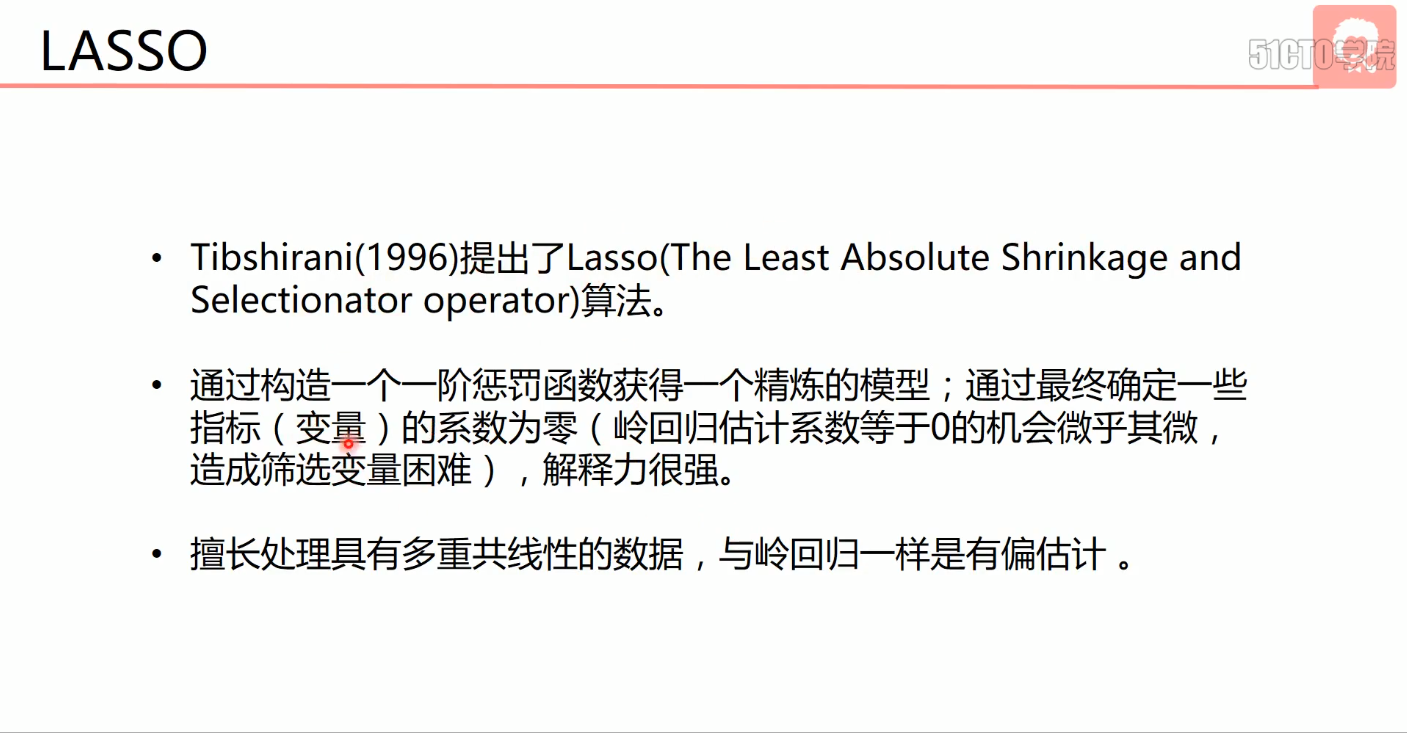 LASSO
51CTO学院
• Tibshirani(1996)提出了Lasso(The Least Absolute Shrinkage and
Selectionator operator)算法。
• 通过构造一个一阶惩罚函数获得一个精炼的模型；通过最终确定一些
指标（变量）的系数为零（岭回归估计系数等于0的机会微乎其微，
造成筛选变量困难），解释力很强。
• 擅长处理具有多重共线性的数据，与岭回归一样是有偏估计 。